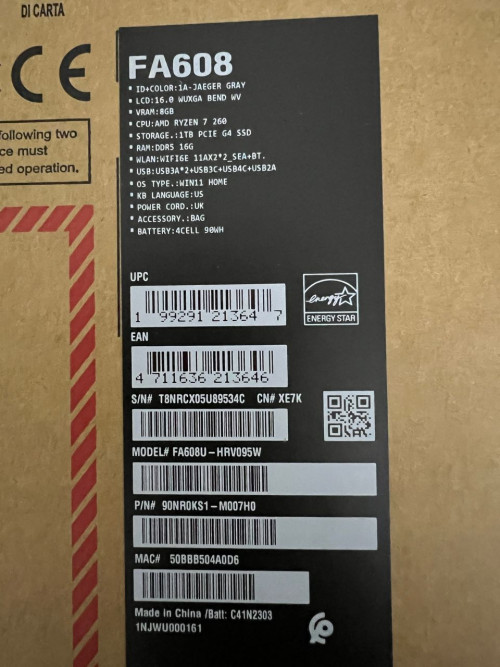 DI CARTA
CE
following two
ce must
ed operation.
FA608
• ID+COLOR:1A-JAEGER GRAY
• LCD:16.0 WUXGA BEND WV
• VRAM:8GB
• CPU:AMD RYZEN 7 260
• STORAGE.:1TB PCIE G4 SSD
• RAM:DDR5 16G
• WLAN:WIFI6E 11AX2*2_SEA+BT.
• USB:USB3A*2+USB3C+USB4C+USB2A
• OS TYPE.:WIN11 HOME
• KB LANGUAGE:US
• POWER CORD.:UK
• ACCESSORY.:BAG
• BATTERY:4CELL 90WH
UPC
1 99291 21364 7
energy
ENERGY STAR
EAN
4 711636 213646
S/N# T8NRCX05U89534C CN# XE7K
MODEL# FA608U-HRV095W
P/N# 90NR0KS1-M007H0
MAC# 50BBB504A0D6
Made in China /Batt: C41N2303
1NJWU000161